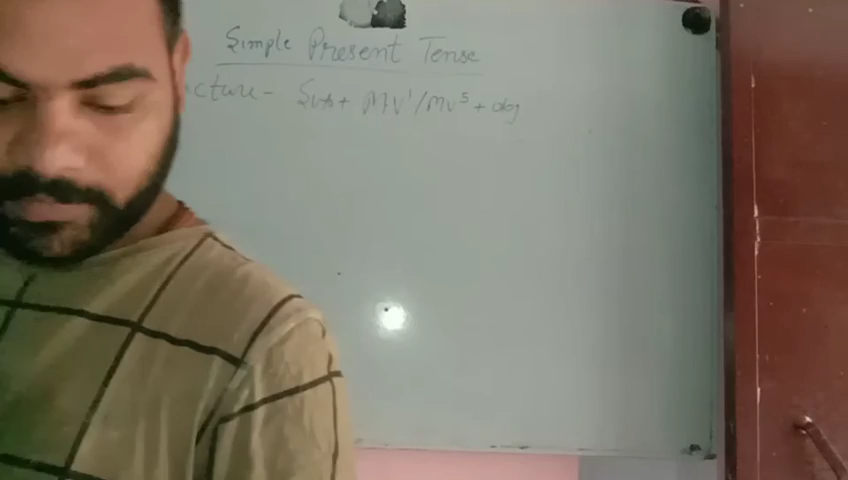 Simple Present Tense
cture - Sub + MV¹/MV⁵ + obj